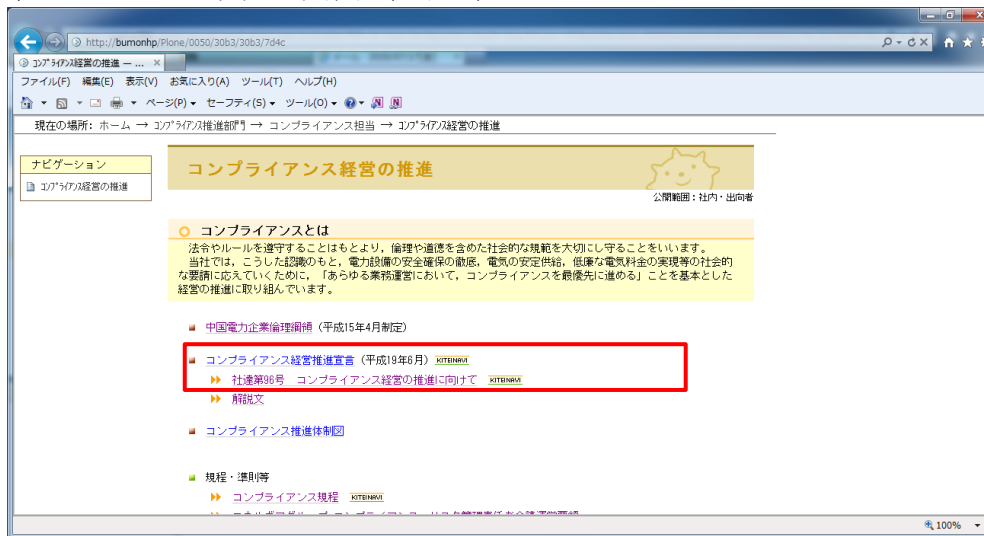 http://bumonhp/Plone/0050/30b3/30b3/7d4c
ｺﾝﾌﾟﾗｲｱﾝｽ経営の推進 — ...
ファイル(F) 編集(E) 表示(V) お気に入り(A) ツール(T) ヘルプ(H)
ページ(P) セーフティ(S) ツール(O)
現在の場所: ホーム → ｺﾝﾌﾟﾗｲｱﾝｽ推進部門 → コンプライアンス担当 → ｺﾝﾌﾟﾗｲｱﾝｽ経営の推進
ナビゲーション
ｺﾝﾌﾟﾗｲｱﾝｽ経営の推進
コンプライアンス経営の推進
公開範囲：社内・出向者
コンプライアンスとは
法令やルールを遵守することはもとより，倫理や道徳を含めた社会的な規範を大切にし守ることをいいます。
当社では，こうした認識のもと，電力設備の安全確保の徹底，電気の安定供給，低廉な電気料金の実現等の社会的
な要請に応えていくために，「あらゆる業務運営において，コンプライアンスを最優先に進める」ことを基本とした
経営の推進に取り組んでいます。
中国電力企業倫理綱領（平成15年4月制定）
コンプライアンス経営推進宣言（平成19年6月） KITEINAVI
社達第98号　コンプライアンス経営の推進に向けて KITEINAVI
解説文
コンプライアンス推進体制図
規程・準則等
コンプライアンス規程 KITEINAVI
100%